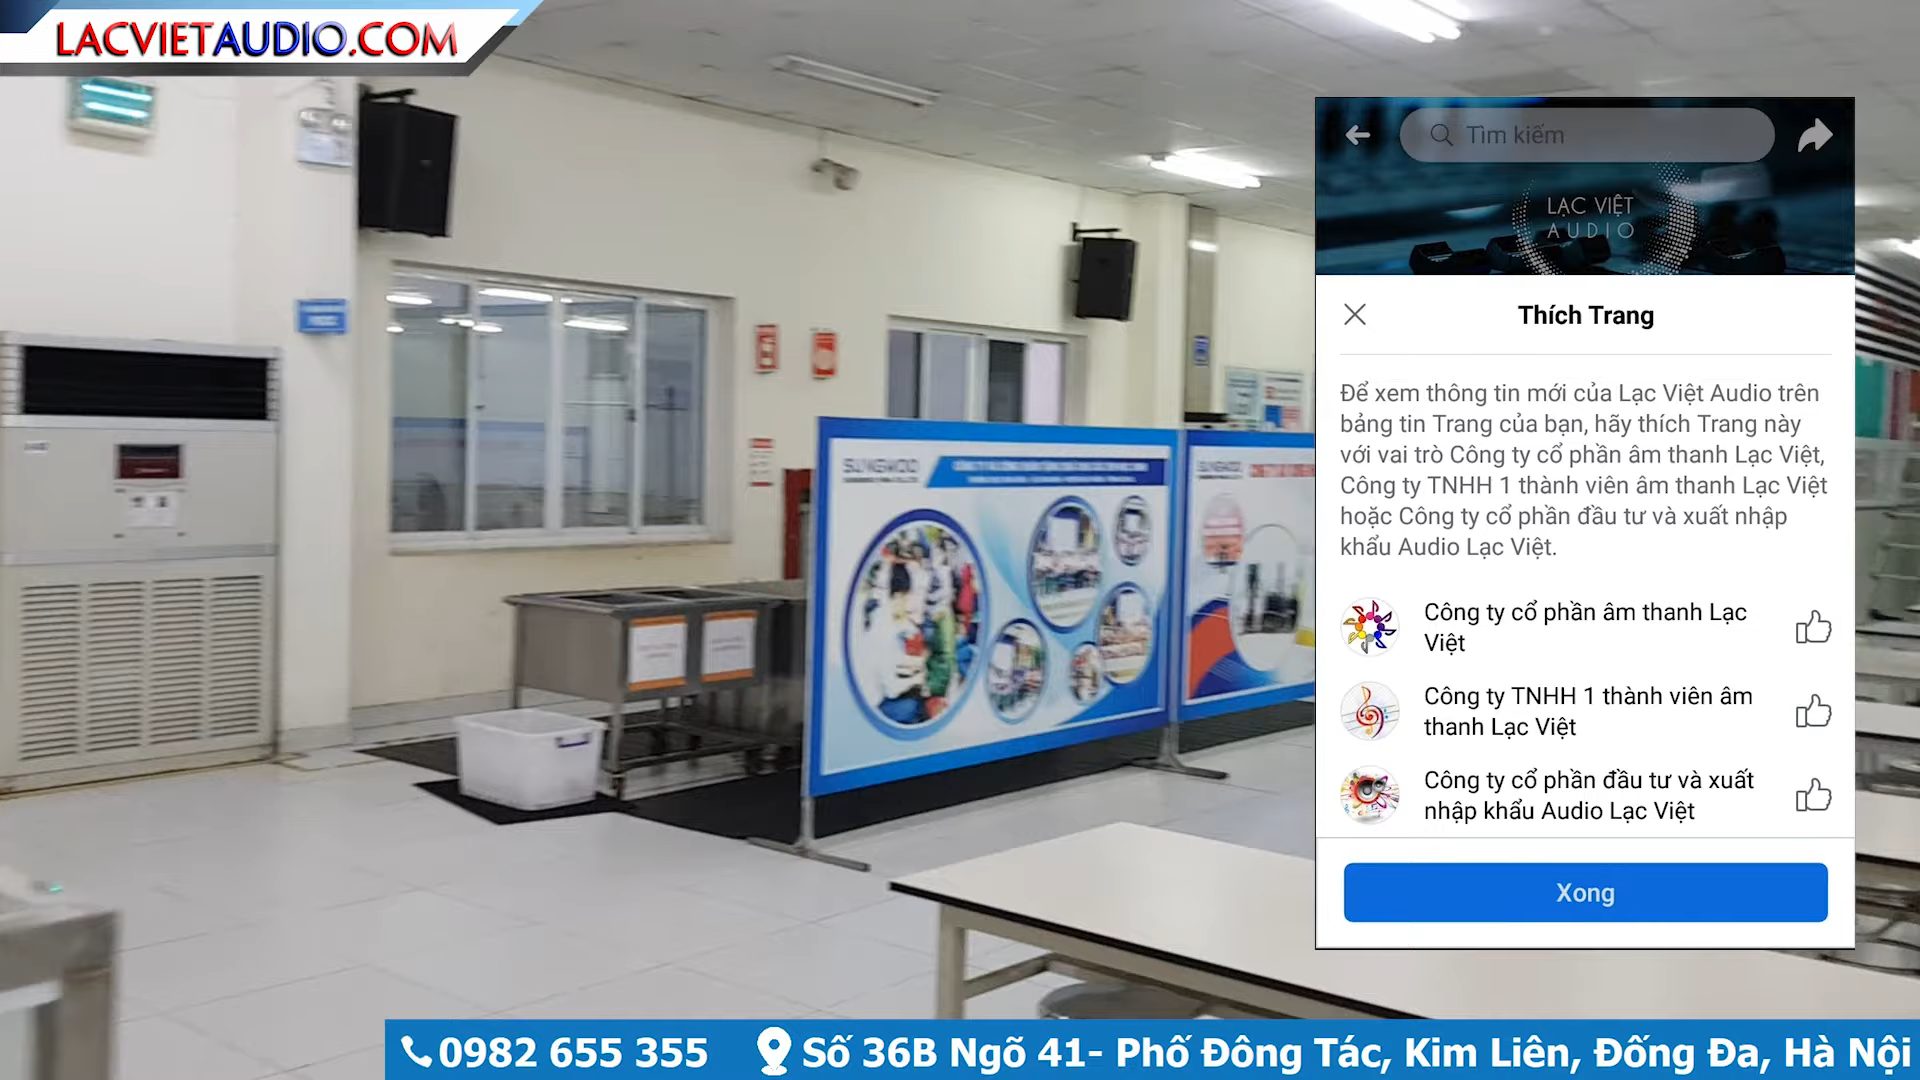 LACVIETAUDIO.COM
Tìm kiếm
LẠC VIỆT
AUDIO
Thích Trang
Để xem thông tin mới của Lạc Việt Audio trên
bảng tin Trang của bạn, hãy thích Trang này
với vai trò Công ty cổ phần âm thanh Lạc Việt,
Công ty TNHH 1 thành viên âm thanh Lạc Việt
hoặc Công ty cổ phần đầu tư và xuất nhập
khẩu Audio Lạc Việt.
Công ty cổ phần âm thanh Lạc
Việt
Công ty TNHH 1 thành viên âm
thanh Lạc Việt
Công ty cổ phần đầu tư và xuất
nhập khẩu Audio Lạc Việt
Xong
SUNGWOO
SUNGWOO
0982 655 355
Số 36B Ngõ 41- Phố Đông Tác, Kim Liên, Đống Đa, Hà Nội